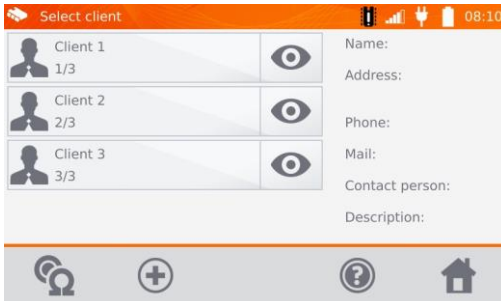 Select client
08:10
Client 1
1/3
Client 2
2/3
Client 3
3/3
Name:
Address:
Phone:
Mail:
Contact person:
Description: